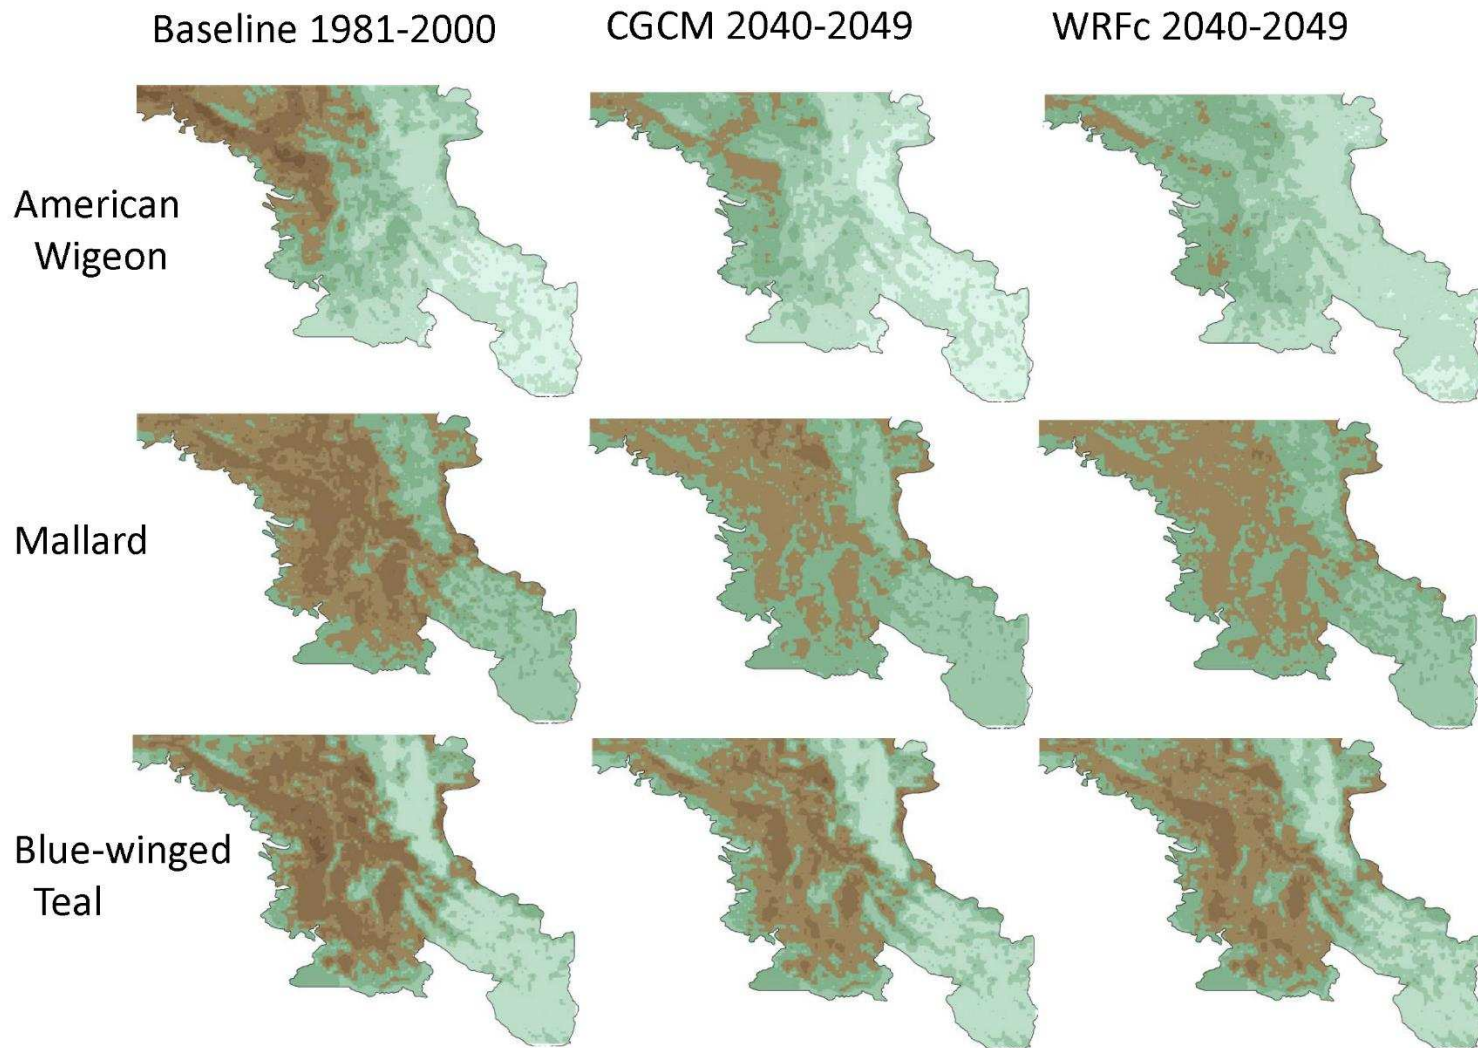 Baseline 1981-2000
CGCM 2040-2049
WRFc 2040-2049
American
Wigeon
Mallard
Blue-winged
Teal